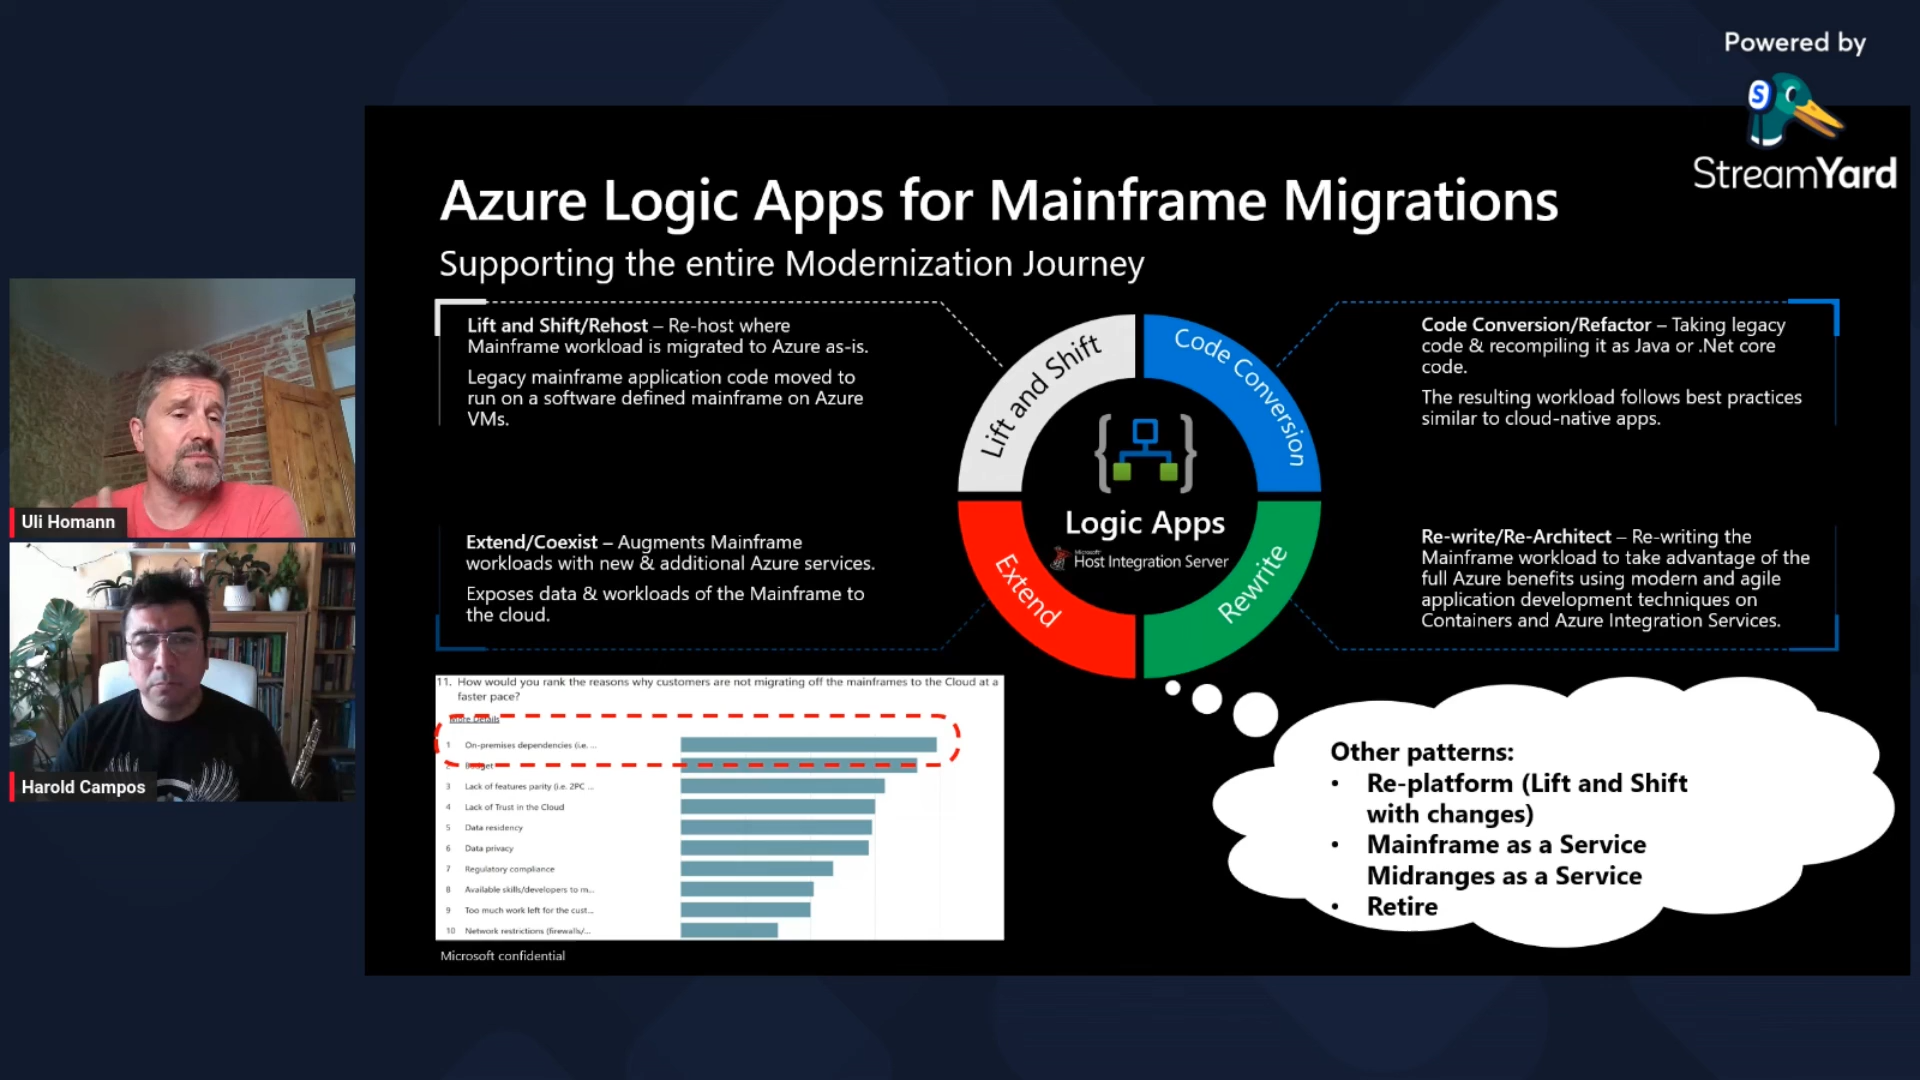 Powered by
StreamYard
Azure Logic Apps for Mainframe Migrations
Supporting the entire Modernization Journey
Lift and Shift/Rehost – Re-host where
Mainframe workload is migrated to Azure as-is.
Legacy mainframe application code moved to
run on a software defined mainframe on Azure
VMs.
Code Conversion/Refactor – Taking legacy
code & recompiling it as Java or .Net core
code.
The resulting workload follows best practices
similar to cloud-native apps.
Lift and Shift
Code Conversion
Logic Apps
Microsoft
Host Integration Server
Extend
Rewrite
Extend/Coexist – Augments Mainframe
workloads with new & additional Azure services.
Exposes data & workloads of the Mainframe to
the cloud.
Re-write/Re-Architect – Re-writing the
Mainframe workload to take advantage of the
full Azure benefits using modern and agile
application development techniques on
Containers and Azure Integration Services.
Uli Homann
Harold Campos
11. How would you rank the reasons why customers are not migrating off the mainframes to the Cloud at a
faster pace?
More Details
1 On-premises dependencies (i.e. ...
2 Budget
3 Lack of features parity (i.e. 2PC ...
4 Lack of Trust in the Cloud
5 Data residency
6 Data privacy
7 Regulatory compliance
8 Available skills/developers to m...
9 Too much work left for the cust...
10 Network restrictions (firewalls/...
Microsoft confidential
Other patterns:
• Re-platform (Lift and Shift
with changes)
• Mainframe as a Service
Midranges as a Service
• Retire